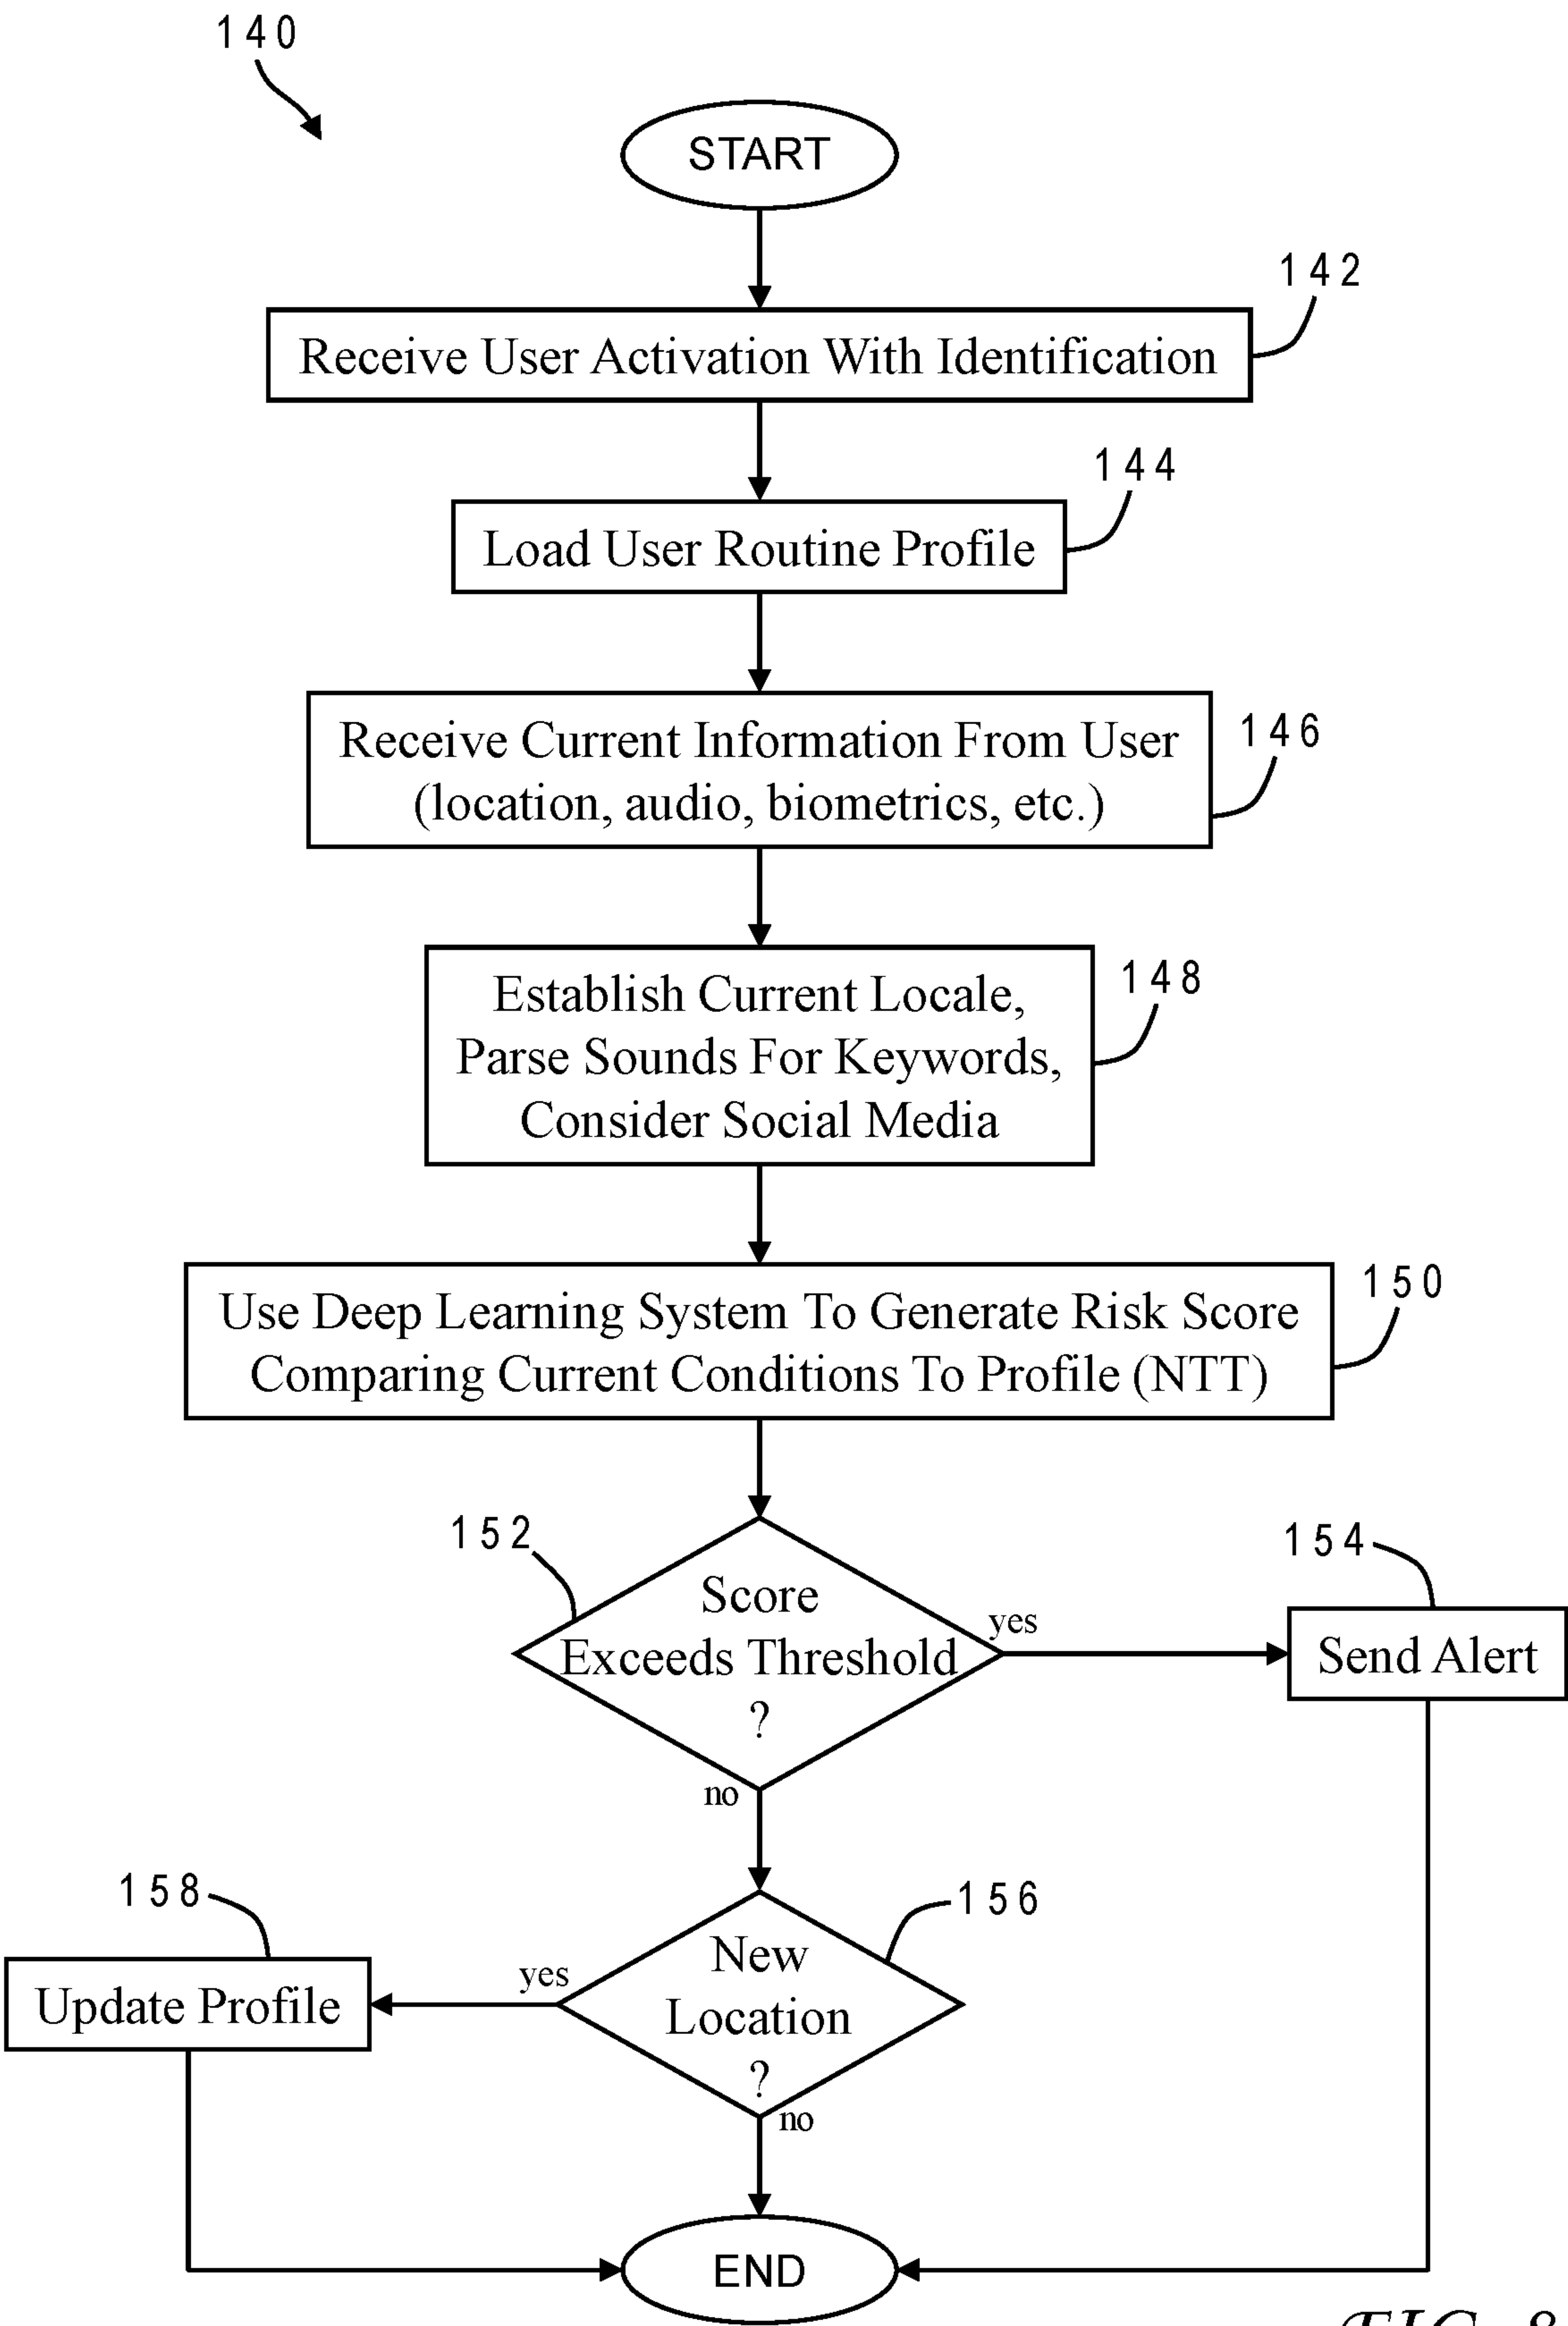 140
START
142
Receive User Activation With Identification
144
Load User Routine Profile
146
Receive Current Information From User
(location, audio, biometrics, etc.)
148
Establish Current Locale,
Parse Sounds For Keywords,
Consider Social Media
150
Use Deep Learning System To Generate Risk Score
Comparing Current Conditions To Profile (NTT)
152
Score
Exceeds Threshold
?
yes
154
Send Alert
no
158
156
New
Location
?
yes
Update Profile
no
END